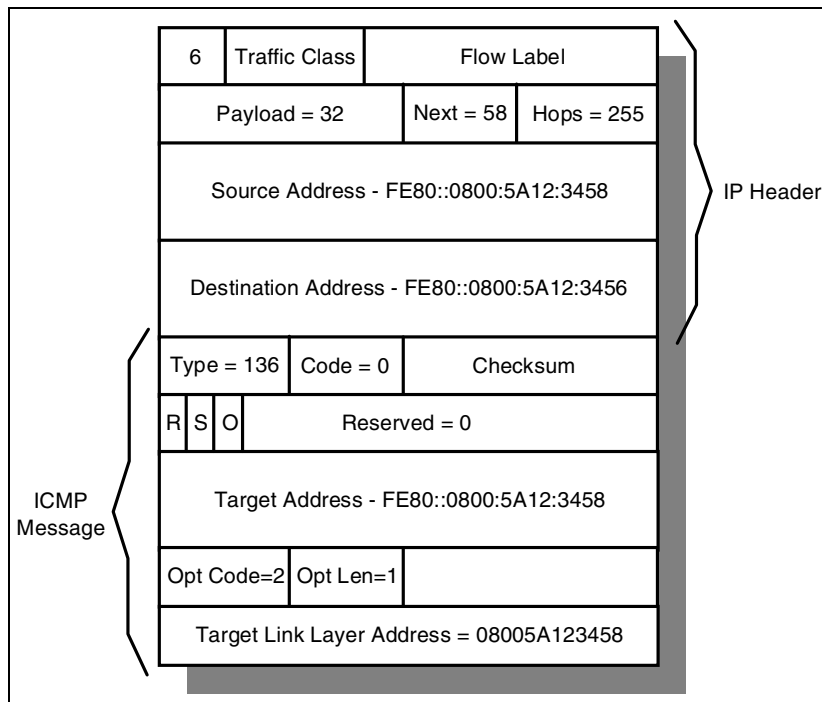 6 Traffic Class Flow Label
Payload = 32 Next = 58 Hops = 255
Source Address - FE80::0800:5A12:3458
IP Header
Destination Address - FE80::0800:5A12:3456
Type = 136 Code = 0 Checksum
R S O Reserved = 0
Target Address - FE80::0800:5A12:3458
ICMP
Message
Opt Code=2 Opt Len=1
Target Link Layer Address = 08005A123458